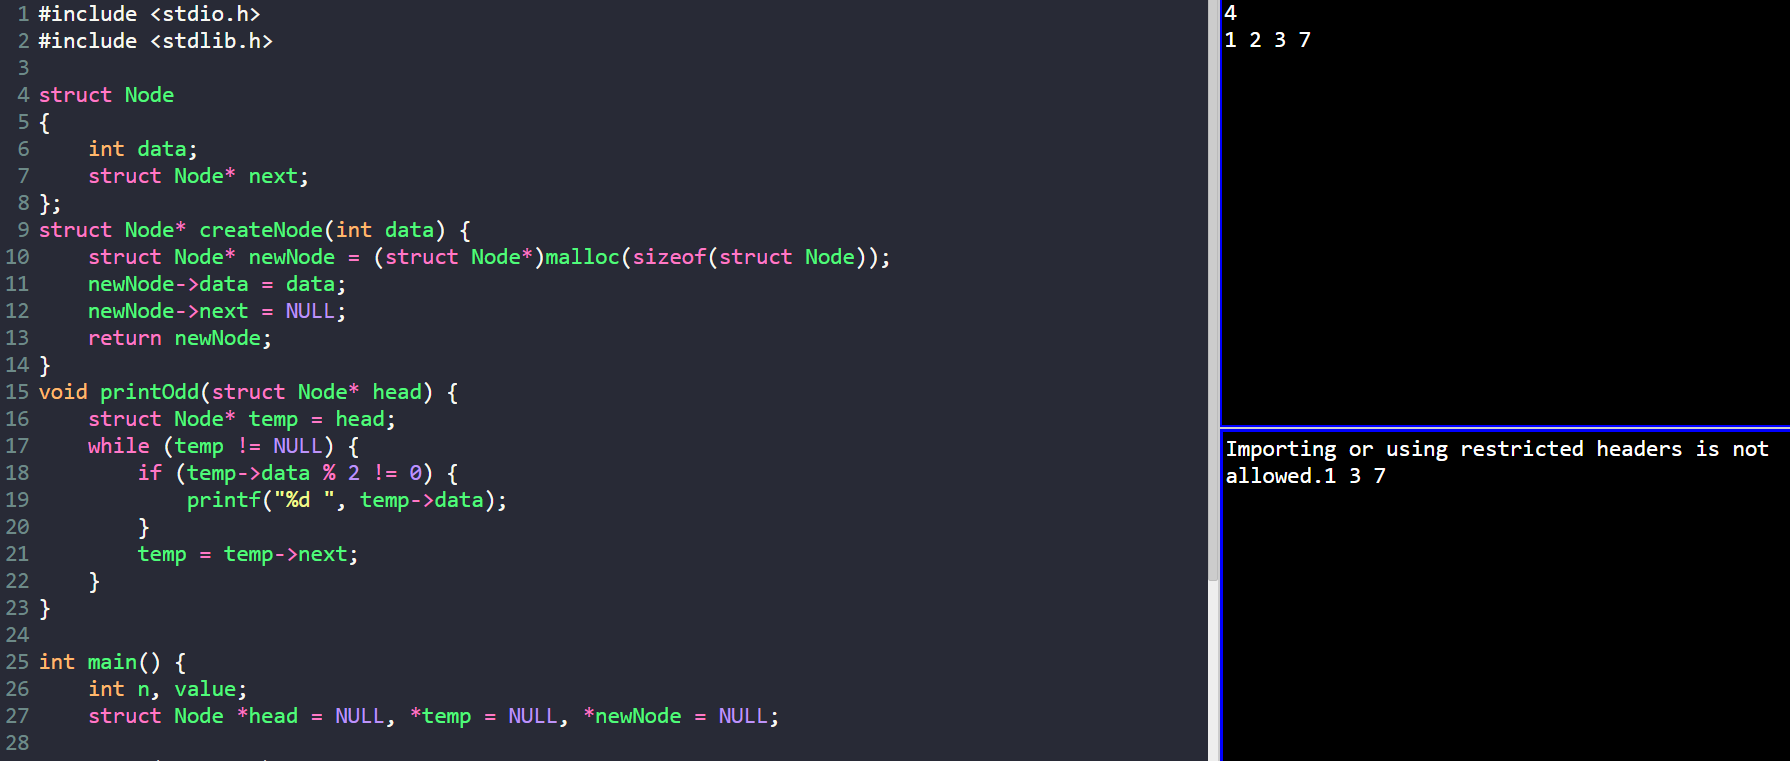 1 #include <stdio.h>
2 #include <stdlib.h>
3
4 struct Node
5 {
6     int data;
7     struct Node* next;
8 };
9 struct Node* createNode(int data) {
10     struct Node* newNode = (struct Node*)malloc(sizeof(struct Node));
11     newNode->data = data;
12     newNode->next = NULL;
13     return newNode;
14 }
15 void printOdd(struct Node* head) {
16     struct Node* temp = head;
17     while (temp != NULL) {
18         if (temp->data % 2 != 0) {
19             printf("%d ", temp->data);
20         }
21         temp = temp->next;
22     }
23 }
24
25 int main() {
26     int n, value;
27     struct Node *head = NULL, *temp = NULL, *newNode = NULL;
28
4
1 2 3 7
Importing or using restricted headers is not
allowed.1 3 7